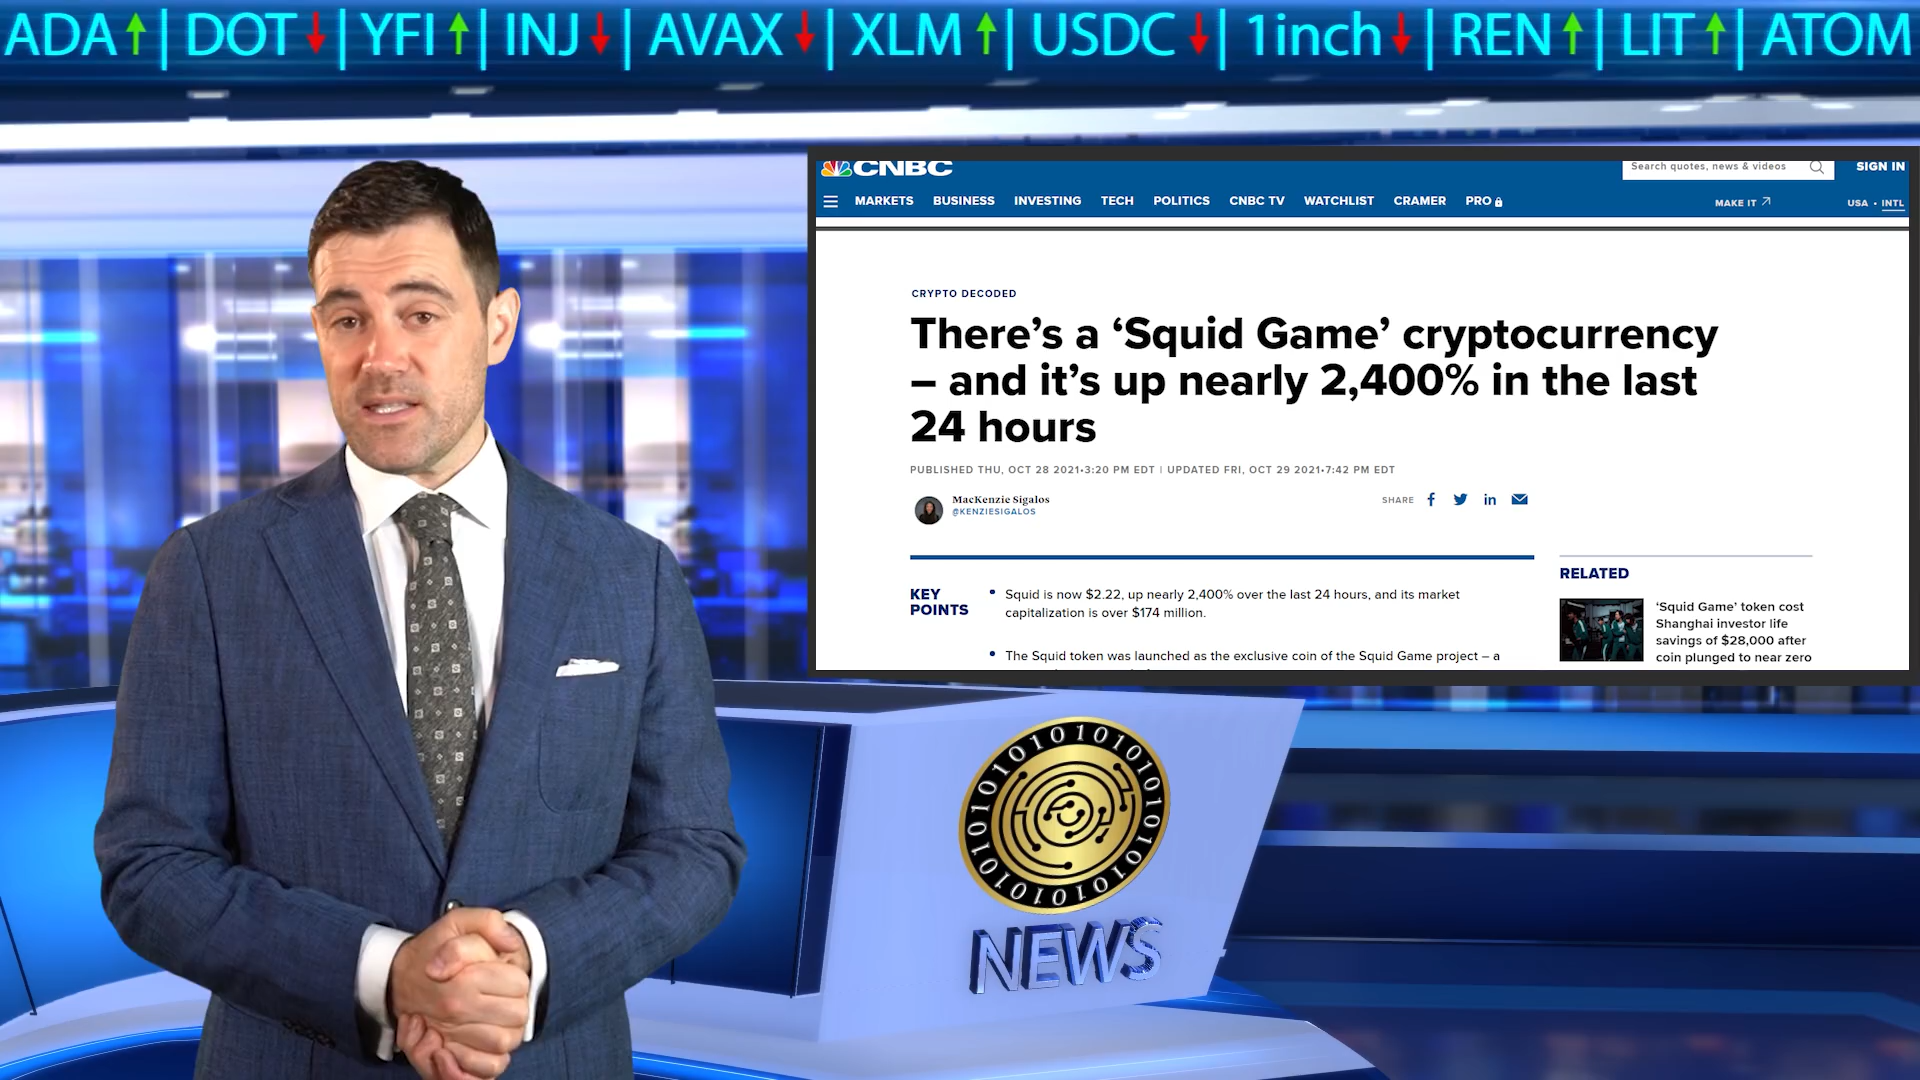 ADA | DOT | YFI | INJ | AVAX | XLM | USDC | 1inch | REN | LIT | ATOM
CNBC
Search quotes, news & videos
SIGN IN
MARKETS BUSINESS INVESTING TECH POLITICS CNBC TV WATCHLIST CRAMER PRO
MAKE IT
USA • INTL
CRYPTO DECODED
There’s a ‘Squid Game’ cryptocurrency
– and it’s up nearly 2,400% in the last
24 hours
PUBLISHED THU, OCT 28 2021•3:20 PM EDT | UPDATED FRI, OCT 29 2021•7:42 PM EDT
MacKenzie Sigalos
@KENZIESIGALOS
SHARE
KEY
POINTS
• Squid is now $2.22, up nearly 2,400% over the last 24 hours, and its market
capitalization is over $174 million.
• The Squid token was launched as the exclusive coin of the Squid Game project – a
RELATED
‘Squid Game’ token cost
Shanghai investor life
savings of $28,000 after
coin plunged to near zero
NEWS